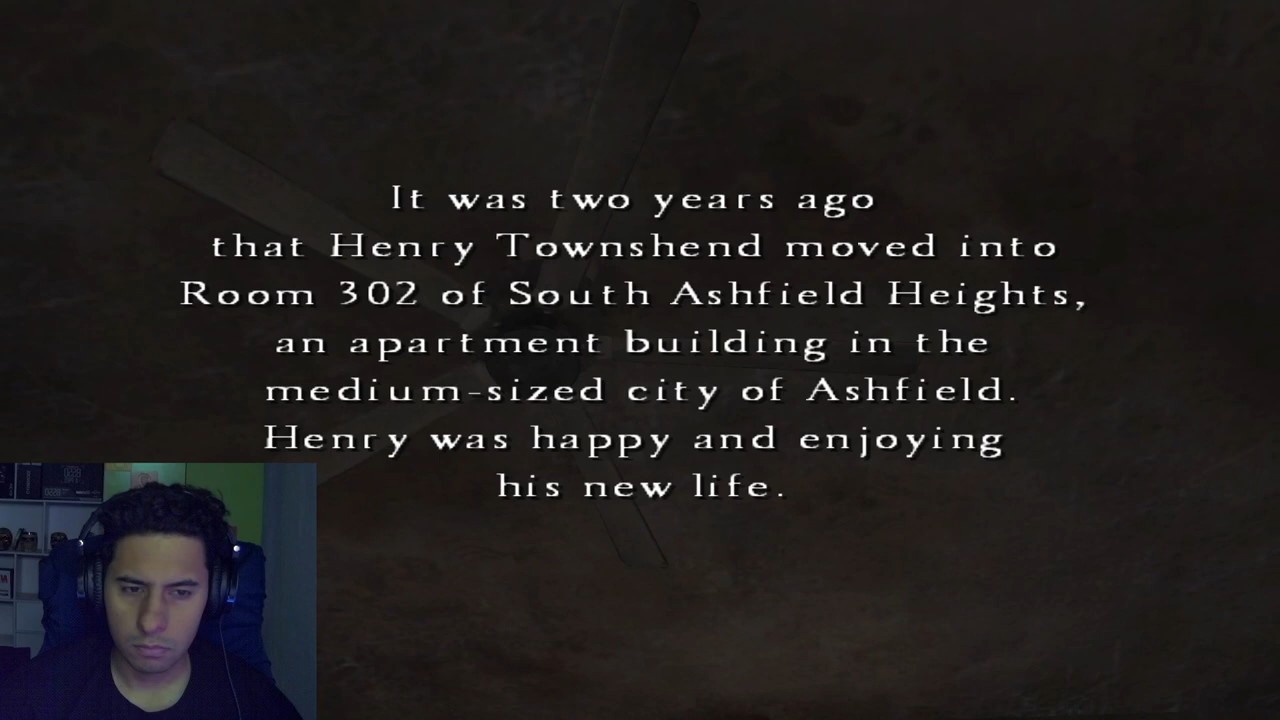 It was two years ago
that Henry Townshend moved into
Room 302 of South Ashfield Heights,
an apartment building in the
medium-sized city of Ashfield.
Henry was happy and enjoying
his new life.